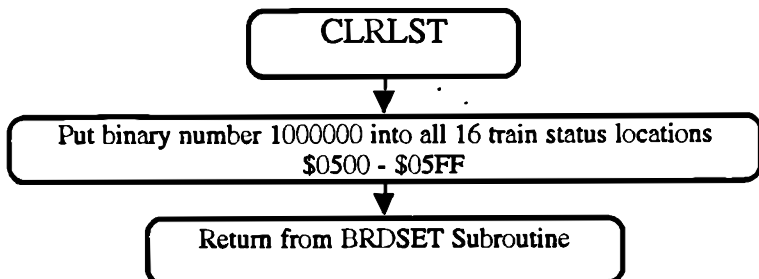 CLRLST
Put binary number 1000000 into all 16 train status locations
$0500 - $05FF
Return from BRDSET Subroutine